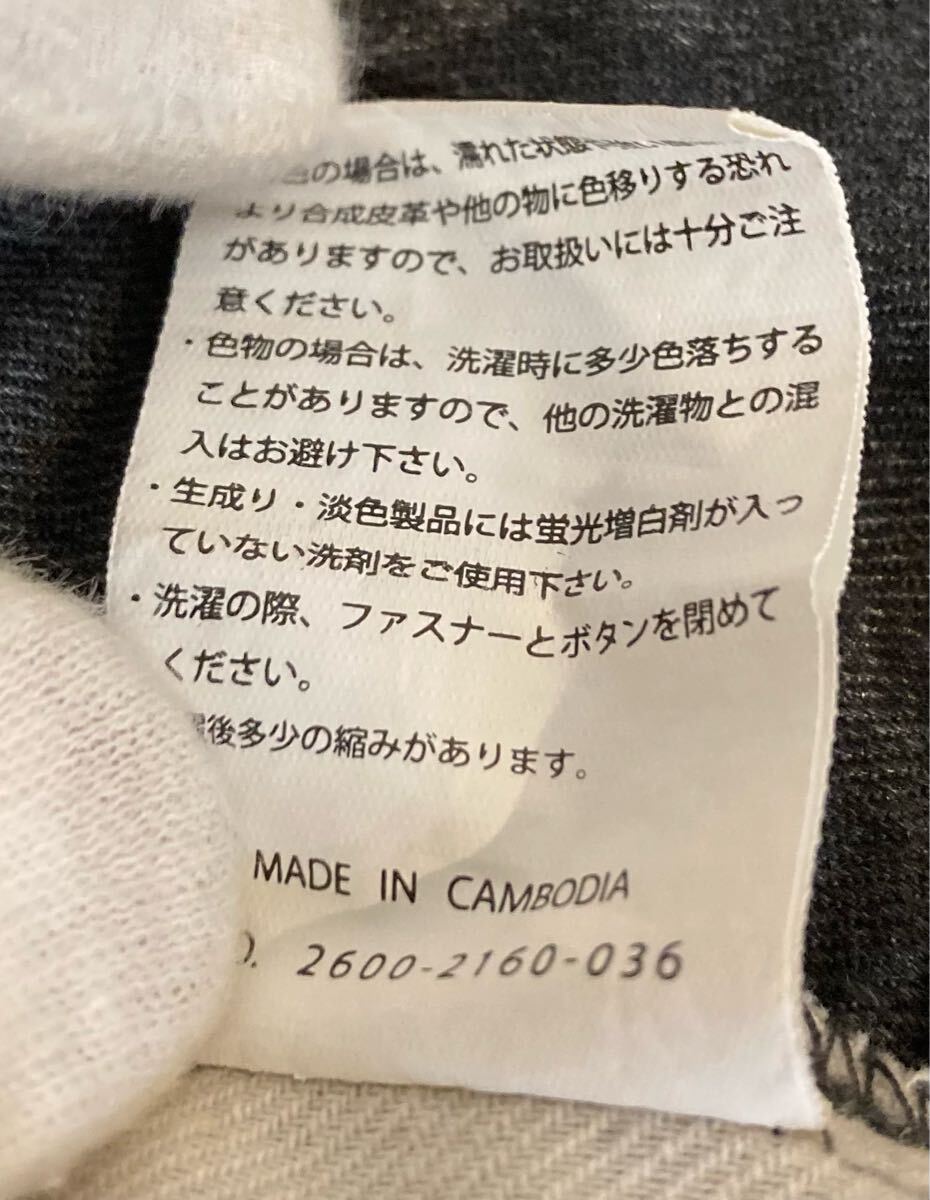 色の場合は、濡れた状態
より合成皮革や他の物に色移りする恐れ
がありますので、お取扱いには十分ご注
意ください。
・色物の場合は、洗濯時に多少色落ちする
ことがありますので、他の洗濯物との混
入はお避け下さい。
・生成り・淡色製品には蛍光増白剤が入っ
ていない洗剤をご使用下さい。
・洗濯の際、ファスナーとボタンを閉めて
ください。
後多少の縮みがあります。
MADE IN CAMBODIA
2600-2160-036